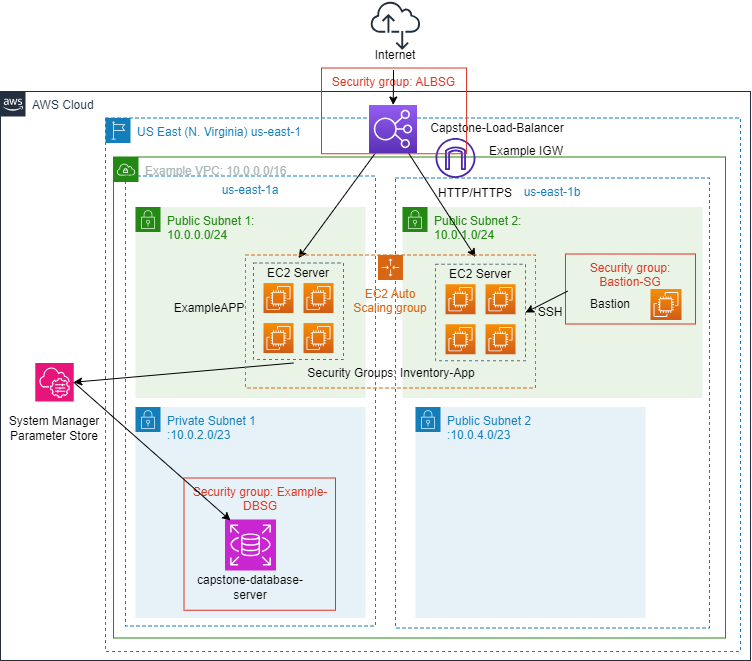 Internet
Security group: ALBSG
aws
AWS Cloud
US East (N. Virginia) us-east-1
Capstone-Load-Balancer
Example IGW
Example VPC: 10.0.0.0/16
us-east-1a
HTTP/HTTPS
us-east-1b
Public Subnet 1:
10.0.0.0/24
Public Subnet 2:
10.0.1.0/24
EC2 Server
EC2 Server
ExampleAPP
EC2 Auto
Scaling group
SSH
Security group:
Bastion-SG
Bastion
Security Groups: Inventory-App
System Manager
Parameter Store
Private Subnet 1
:10.0.2.0/23
Public Subnet 2
:10.0.4.0/23
Security group: Example-
DBSG
capstone-database-
server